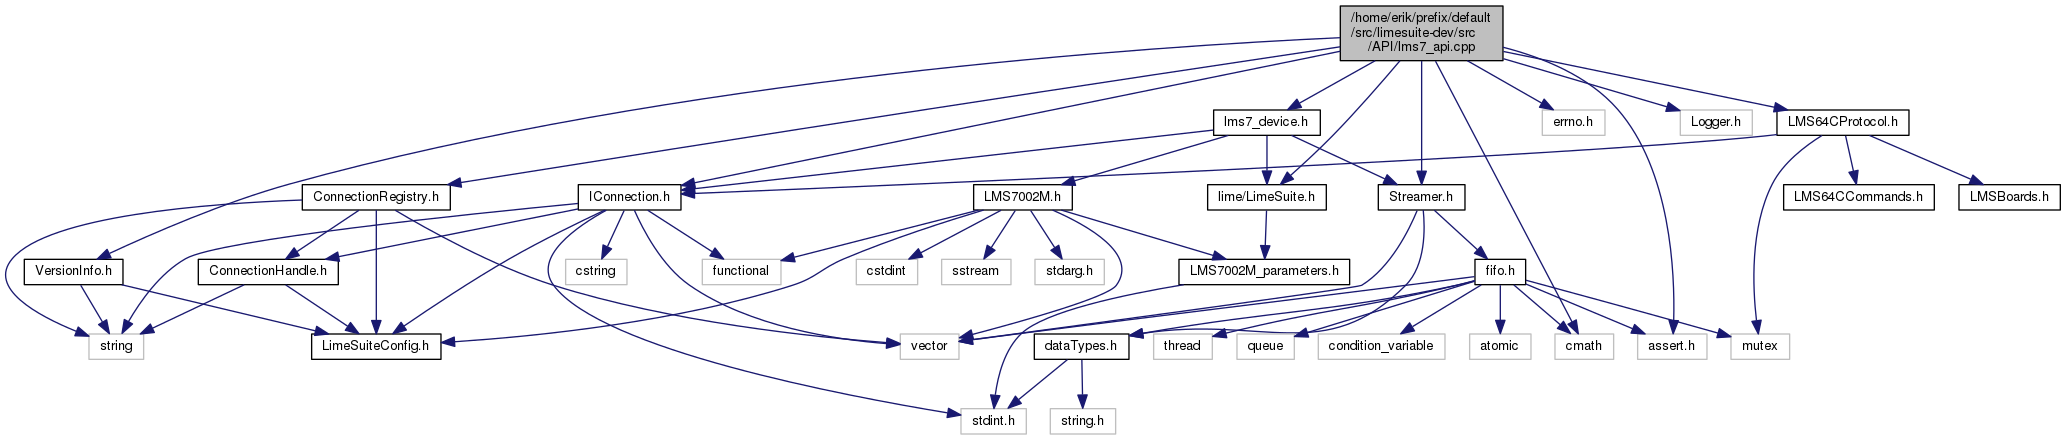 /home/erik/prefix/default
/src/limesuite-dev/src
/API/lms7_api.cpp
lms7_device.h
errno.h
Logger.h
LMS64CProtocol.h
ConnectionRegistry.h
IConnection.h
LMS7002M.h
lime/LimeSuite.h
Streamer.h
LMS64CCommands.h
LMSBoards.h
VersionInfo.h
ConnectionHandle.h
cstring
functional
cstdint
sstream
stdarg.h
LMS7002M_parameters.h
fifo.h
string
LimeSuiteConfig.h
vector
dataTypes.h
thread
queue
condition_variable
atomic
cmath
assert.h
mutex
stdint.h
string.h